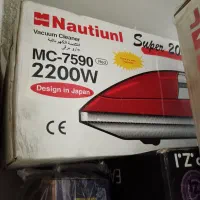 Nautiunl
Super 20
Vacuum Cleaner
MC-7590
2200W
Design in Japan
CE
I'Z'